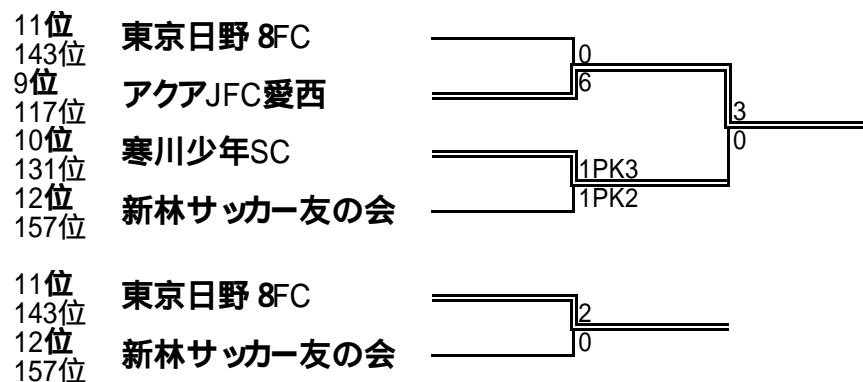 11位
143位
東京日野 8FC
0
9位
117位
アクアJFC愛西
6
3
10位
131位
寒川少年SC
0
1PK3
12位
157位
新林サッカー友の会
1PK2
11位
143位
東京日野 8FC
2
12位
157位
新林サッカー友の会
0